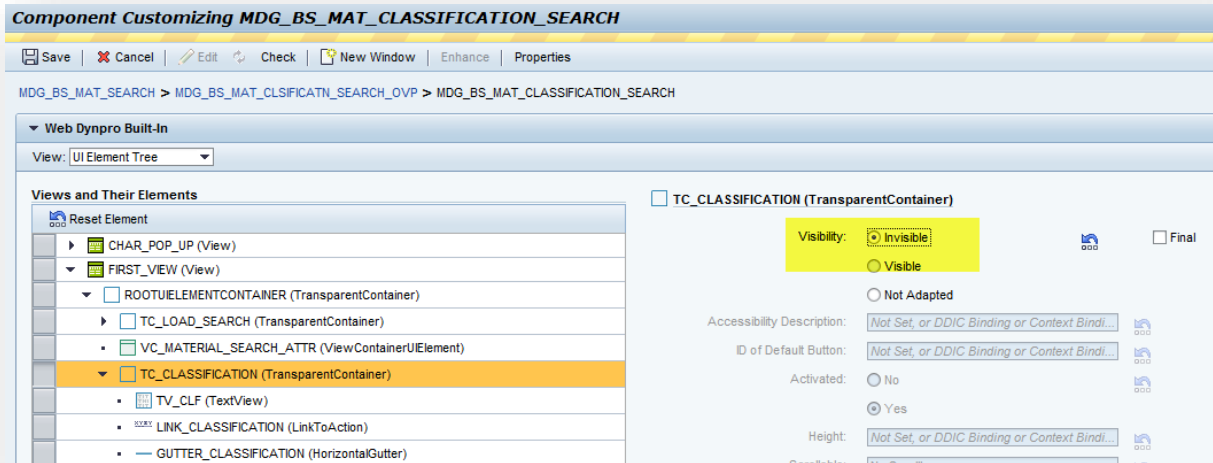 Component Customizing MDG_BS_MAT_CLASSIFICATION_SEARCH
Save Cancel Edit Check New Window Enhance Properties
MDG_BS_MAT_SEARCH > MDG_BS_MAT_CLSIFICATN_SEARCH_OVP > MDG_BS_MAT_CLASSIFICATION_SEARCH
Web Dynpro Built-In
View: UI Element Tree
Views and Their Elements
Reset Element
CHAR_POP_UP (View)
FIRST_VIEW (View)
ROOTUIELEMENTCONTAINER (TransparentContainer)
TC_LOAD_SEARCH (TransparentContainer)
VC_MATERIAL_SEARCH_ATTR (ViewContainerUIElement)
TC_CLASSIFICATION (TransparentContainer)
TV_CLF (TextView)
LINK_CLASSIFICATION (LinkToAction)
GUTTER_CLASSIFICATION (HorizontalGutter)
TC_CLASSIFICATION (TransparentContainer)
Visibility: Invisible Final
Visible
Not Adapted
Accessibility Description: Not Set, or DDIC Binding or Context Bindi...
ID of Default Button: Not Set, or DDIC Binding or Context Bindi...
Activated: No
Yes
Height: Not Set, or DDIC Binding or Context Bindi...